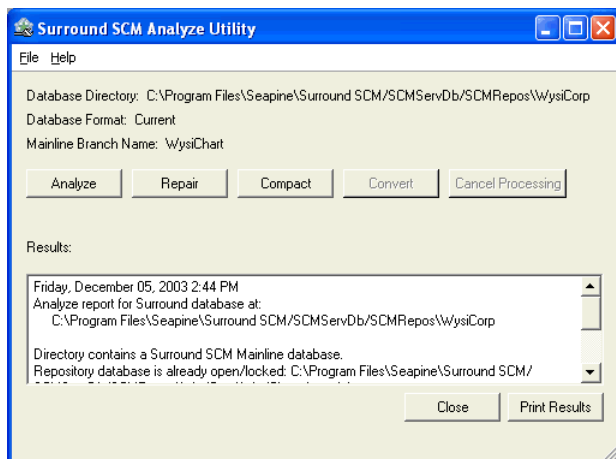 Surround SCM Analyze Utility
File Help
Database Directory: C:\Program Files\Seapine\Surround SCM/SCMServDb/SCMRepos\WysiCorp
Database Format: Current
Mainline Branch Name: WysiChart
Analyze Repair Compact Convert Cancel Processing
Results:
Friday, December 05, 2003 2:44 PM
Analyze report for Surround database at:
C:\Program Files\Seapine\Surround SCM/SCMServDb/SCMRepos\WysiCorp
Directory contains a Surround SCM Mainline database.
Repository database is already open/locked: C:\Program Files\Seapine\Surround SCM/
Close Print Results